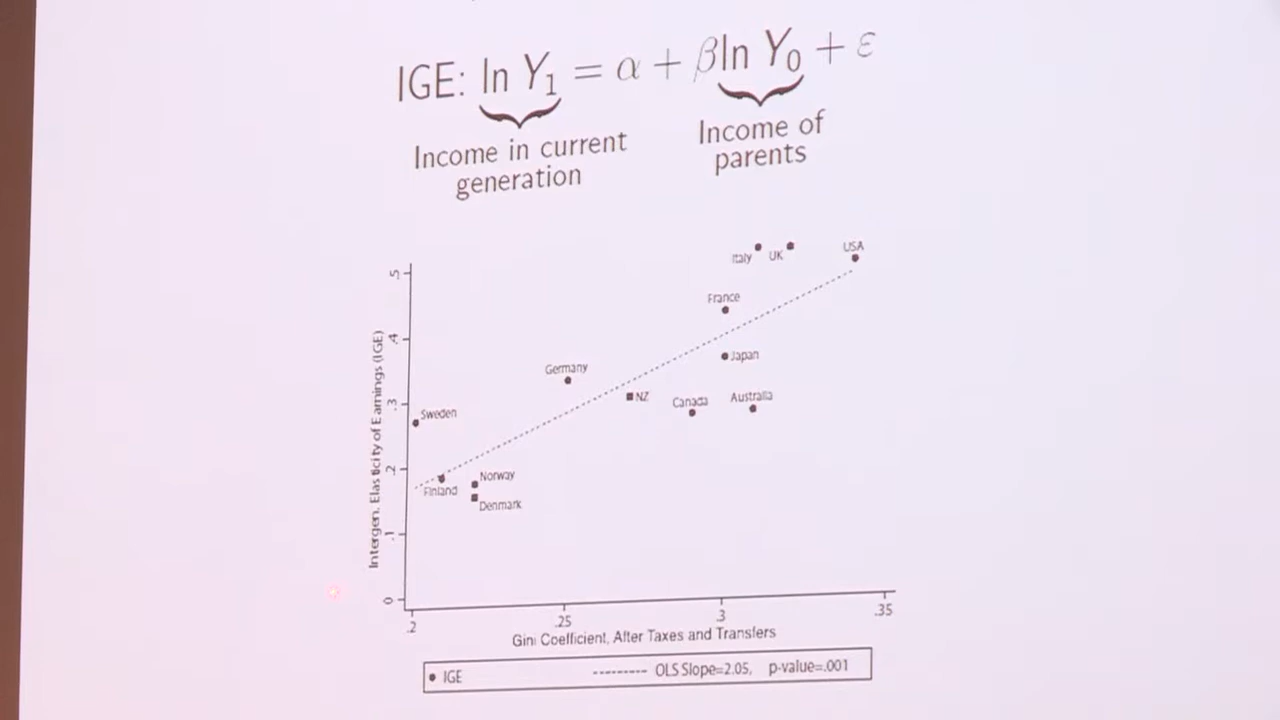 IGE: ln Y₁ = α + βln Y₀ + ε
Income in current
generation
Income of
parents
Italy
UK
USA
France
Japan
Germany
NZ
Canada
Australia
Sweden
Finland
Norway
Denmark
Intergen. Elasticity of Earnings (IGE)
.5
.4
.3
.2
.1
0
.2
.25
.3
.35
Gini Coefficient, After Taxes and Transfers
IGE
OLS Slope=2.05, p-value=.001